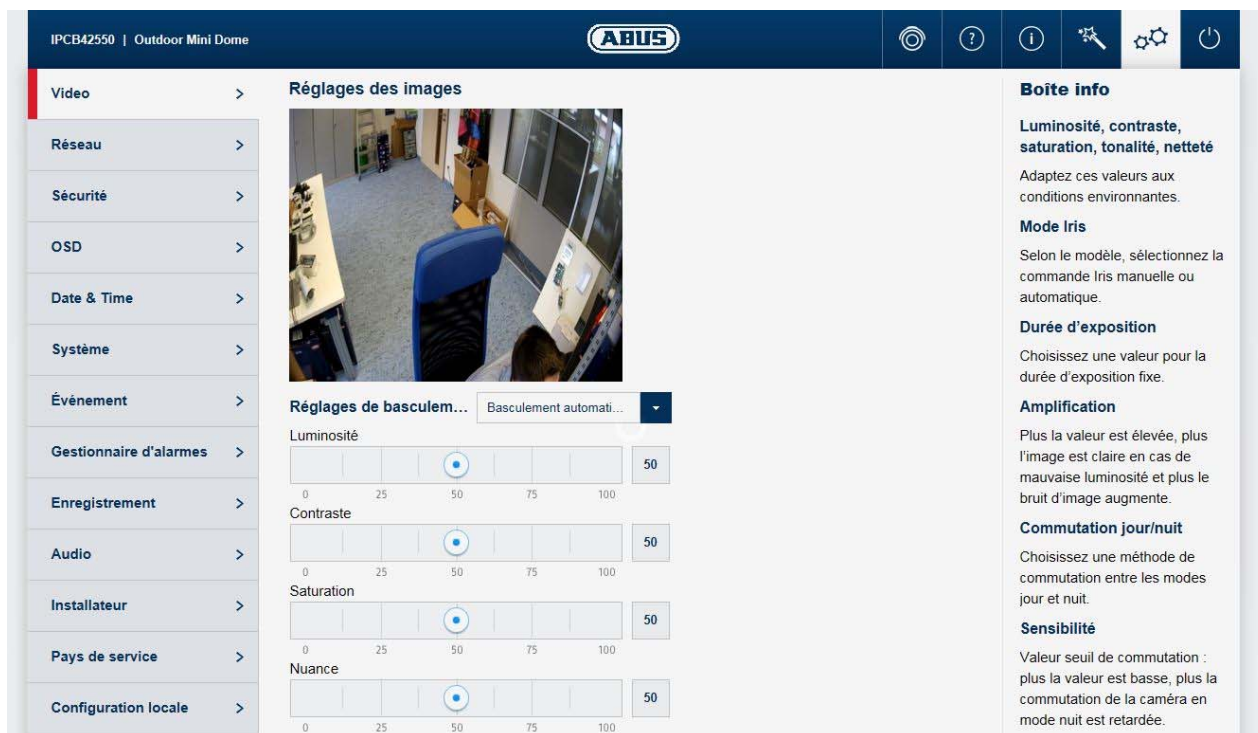 IPCB42550 | Outdoor Mini Dome
ABUS
Video
Réseau
Sécurité
OSD
Date & Time
Système
Événement
Gestionnaire d'alarmes
Enregistrement
Audio
Installateur
Pays de service
Configuration locale
Réglages des images
Réglages de basculem... Basculement automati...
Luminosité
50
0 25 50 75 100
Contraste
50
0 25 50 75 100
Saturation
50
0 25 50 75 100
Nuance
50
0 25 50 75 100
Boîte info
Luminosité, contraste,
saturation, tonalité, netteté
Adaptez ces valeurs aux
conditions environnantes.
Mode Iris
Selon le modèle, sélectionnez la
commande Iris manuelle ou
automatique.
Durée d’exposition
Choisissez une valeur pour la
durée d’exposition fixe.
Amplification
Plus la valeur est élevée, plus
l’image est claire en cas de
mauvaise luminosité et plus le
bruit d’image augmente.
Commutation jour/nuit
Choisissez une méthode de
commutation entre les modes
jour et nuit.
Sensibilité
Valeur seuil de commutation :
plus la valeur est basse, plus la
commutation de la caméra en
mode nuit est retardée.